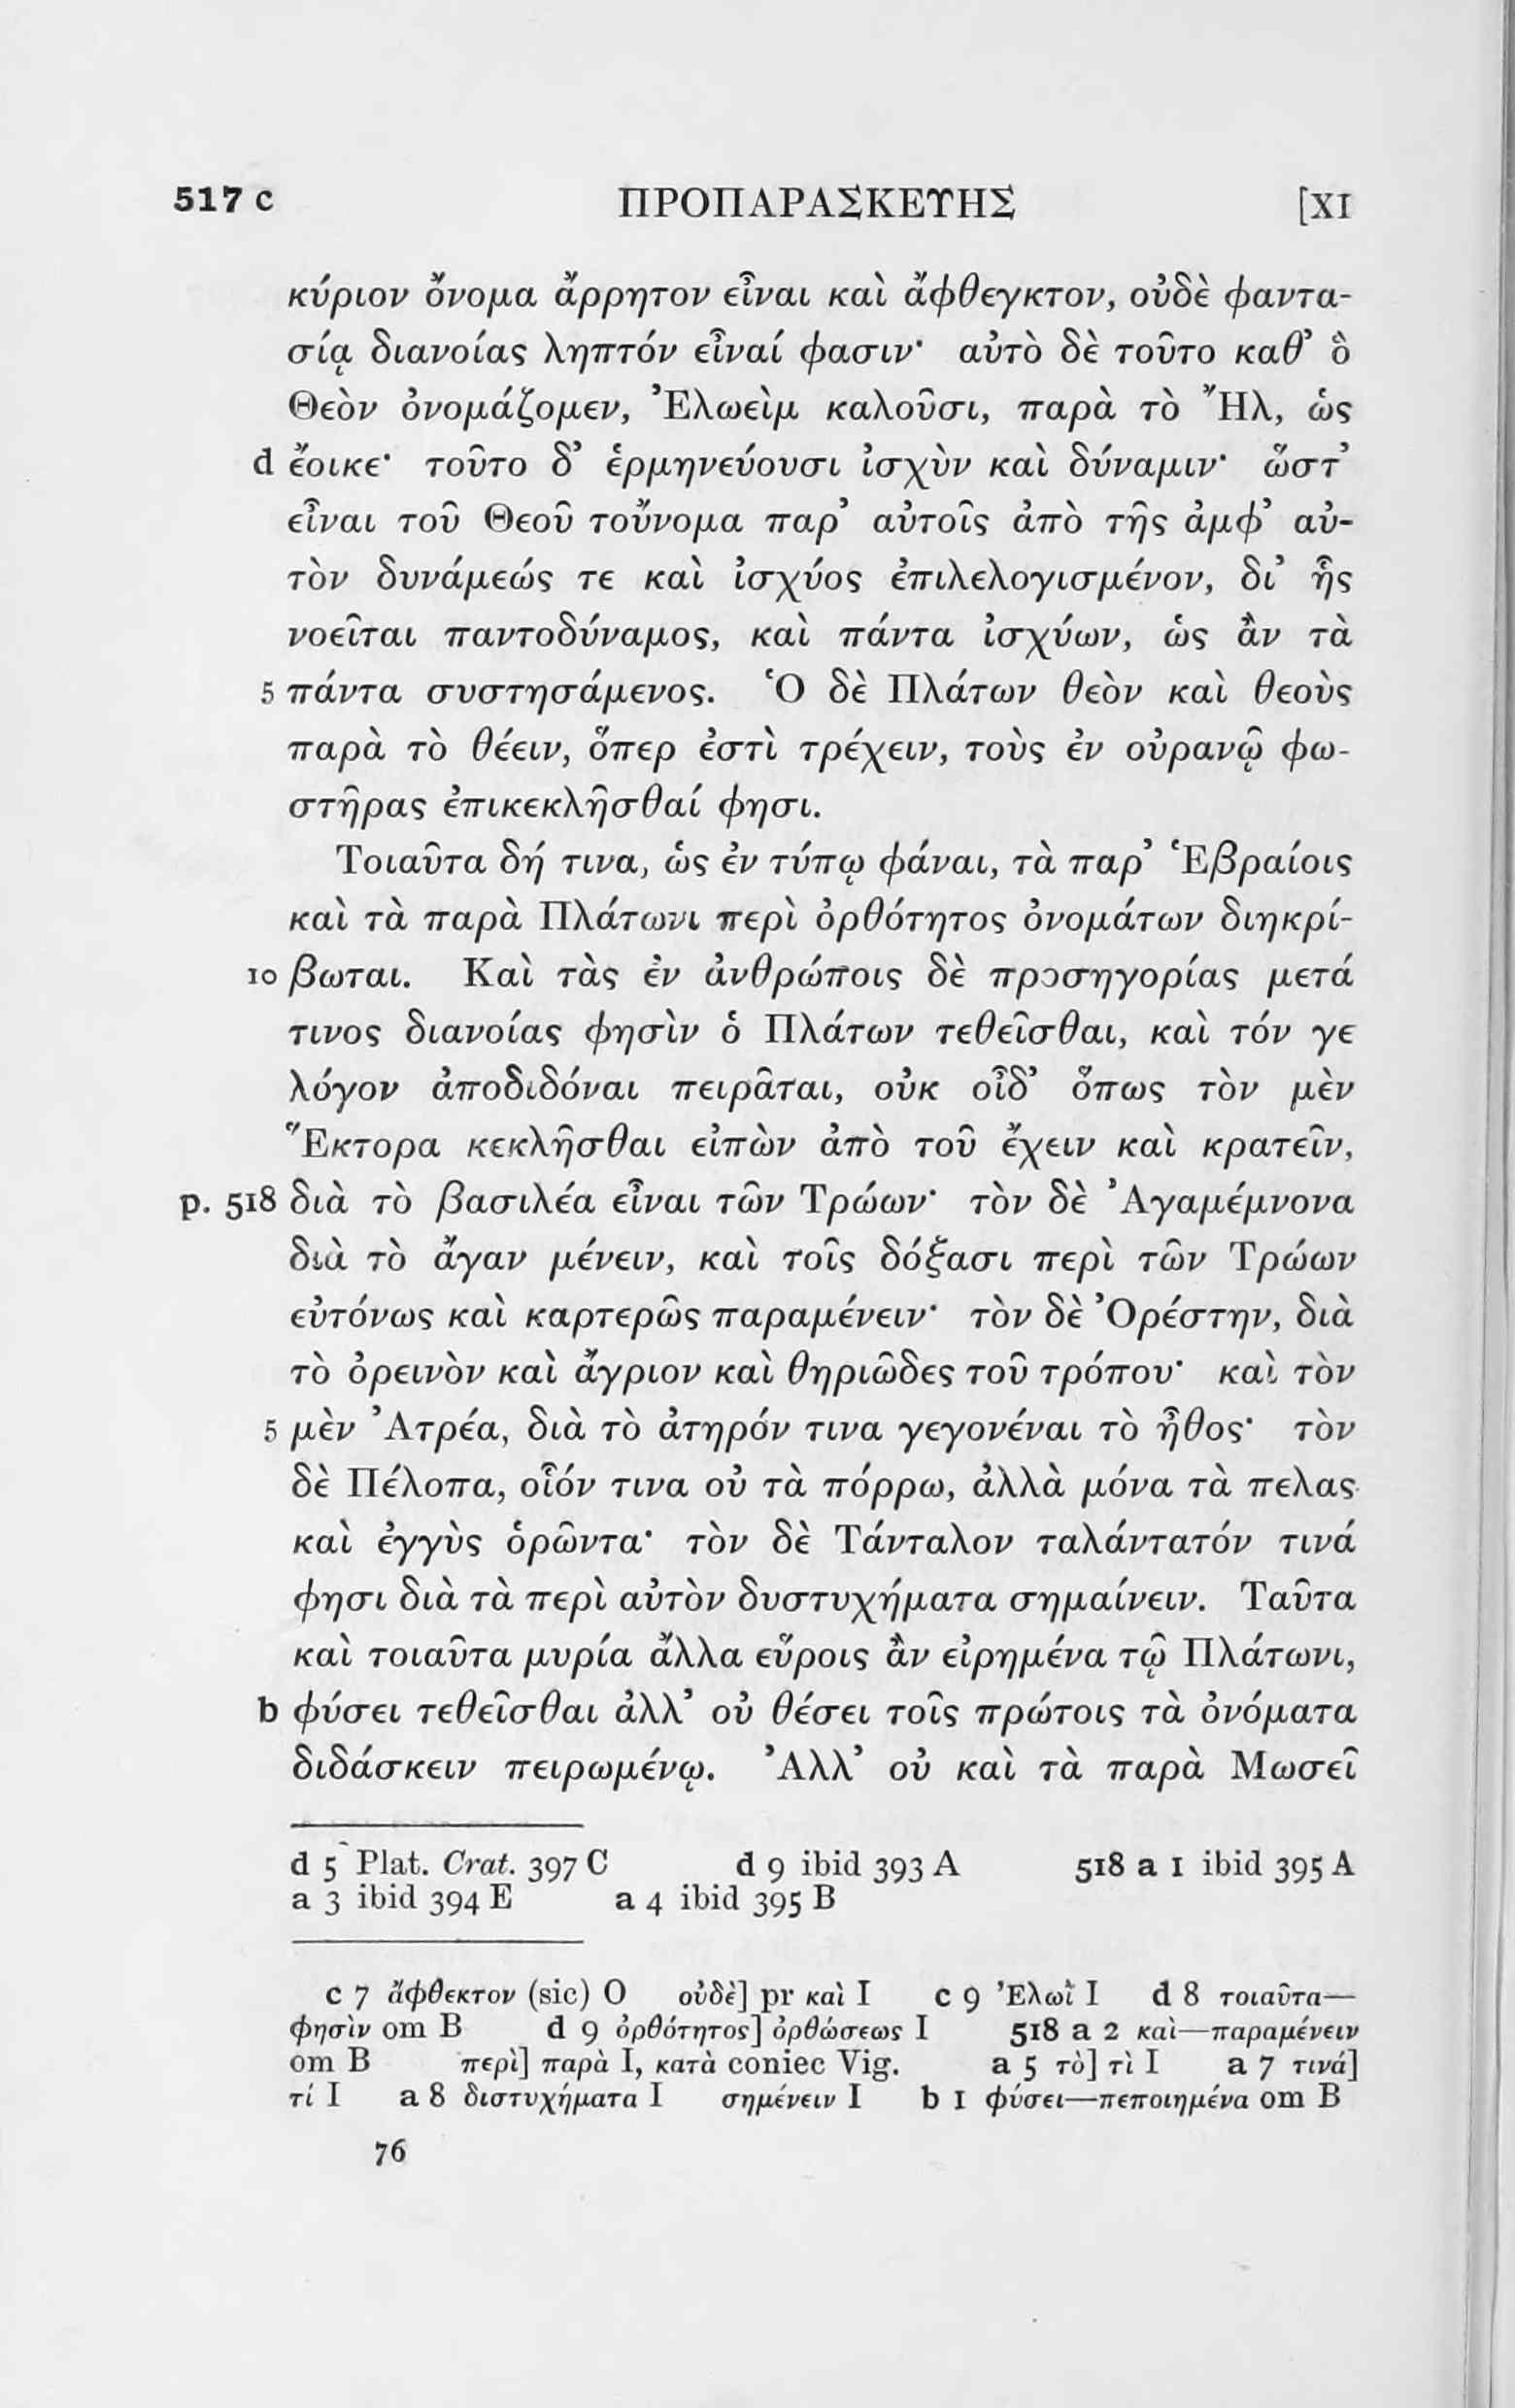 517 c ΠΡΟΠΑΡΑΣΚΕΥΗΣ [XI
κύριον ὄνομα ἄρρητον εἶναι καὶ ἄφθεγκτον, οὐδὲ φαντα-
σίᾳ διανοίας ληπτόν εἶναί φασιν· αὐτὸ δὲ τοῦτο καθ’ ὃ
Θεὸν ὀνομάζομεν, Ἐλωεὶμ καλοῦσι, παρὰ τὸ Ἤλ, ὡς
d ἔοικε· τοῦτο δ’ ἑρμηνεύουσι ἰσχὺν καὶ δύναμιν· ὥστ’
εἶναι τοῦ Θεοῦ τοὔνομα παρ’ αὐτοῖς ἀπὸ τῆς ἀμφ’ αὐ-
τὸν δυνάμεώς τε καὶ ἰσχύος ἐπιλελογισμένον, δι’ ἧς
νοεῖται παντοδύναμος, καὶ πάντα ἰσχύων, ὡς ἂν τὰ
5 πάντα συστησάμενος. Ὁ δὲ Πλάτων θεὸν καὶ θεοὺς
παρὰ τὸ θέειν, ὅπερ ἐστὶ τρέχειν, τοὺς ἐν οὐρανῷ φω-
στῆρας ἐπικεκλῆσθαί φησι.
Τοιαῦτα δή τινα, ὡς ἐν τύπῳ φάναι, τὰ παρ’ Ἑβραίοις
καὶ τὰ παρὰ Πλάτωνι περὶ ὀρθότητος ὀνομάτων διηκρί-
10 βωται. Καὶ τὰς ἐν ἀνθρώποις δὲ προσηγορίας μετά
τινος διανοίας φησὶν ὁ Πλάτων τεθεῖσθαι, καὶ τόν γε
λόγον ἀποδιδόναι πειρᾶται, οὐκ οἶδ’ ὅπως τὸν μὲν
Ἕκτορα κεκλῆσθαι εἰπὼν ἀπὸ τοῦ ἔχειν καὶ κρατεῖν,
p. 518 διὰ τὸ βασιλέα εἶναι τῶν Τρώων· τὸν δὲ Ἀγαμέμνονα
διὰ τὸ ἄγαν μένειν, καὶ τοῖς δόξασι περὶ τῶν Τρώων
εὐτόνως καὶ καρτερῶς παραμένειν· τὸν δὲ Ὀρέστην, διὰ
τὸ ὀρεινὸν καὶ ἄγριον καὶ θηριῶδες τοῦ τρόπου· καὶ τὸν
5 μὲν Ἀτρέα, διὰ τὸ ἀτηρόν τινα γεγονέναι τὸ ἦθος· τὸν
δὲ Πέλοπα, οἷόν τινα οὐ τὰ πόρρω, ἀλλὰ μόνα τὰ πελας
καὶ ἐγγὺς ὁρῶντα· τὸν δὲ Τάνταλον ταλάντατόν τινά
φησι διὰ τὰ περὶ αὐτὸν δυστυχήματα σημαίνειν. Ταῦτα
καὶ τοιαῦτα μυρία ἄλλα εὕροις ἂν εἰρημένα τῷ Πλάτωνι,
b φύσει τεθεῖσθαι ἀλλ’ οὐ θέσει τοῖς πρώτοις τὰ ὀνόματα
διδάσκειν πειρωμένῳ. Ἀλλ’ οὐ καὶ τὰ παρὰ Μωσεῖ
d 5 Plat. Crat. 397 C d 9 ibid 393 A 518 a 1 ibid 395 A
a 3 ibid 394 E a 4 ibid 395 B
c 7 ἄφθεκτον (sic) O οὐδὲ] pr καὶ I c 9 Ἐλωῒ I d 8 τοιαῦτα—
φησὶν om B d 9 ὀρθότητος] ὀρθώσεως I 518 a 2 καὶ—παραμένειν
om B περὶ] παρὰ I, κατὰ coniec Vig. a 5 τὸ] τὶ I a 7 τινά]
τί I a 8 διστυχήματα I σημένειν I b 1 φύσει—πεποιημένα om B
76